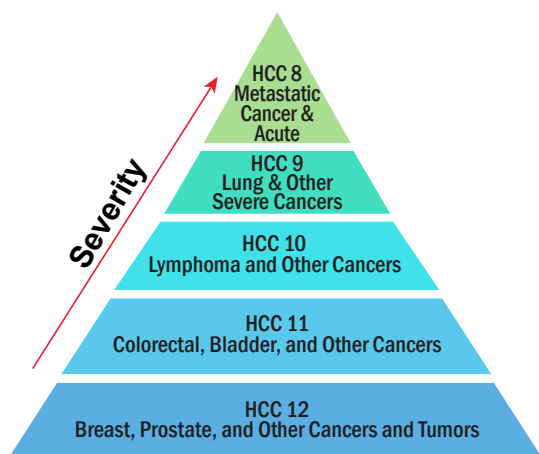 HCC 8
Metastatic
Cancer &
Acute
HCC 9
Lung & Other
Severe Cancers
Severity
HCC 10
Lymphoma and Other Cancers
HCC 11
Colorectal, Bladder, and Other Cancers
HCC 12
Breast, Prostate, and Other Cancers and Tumors